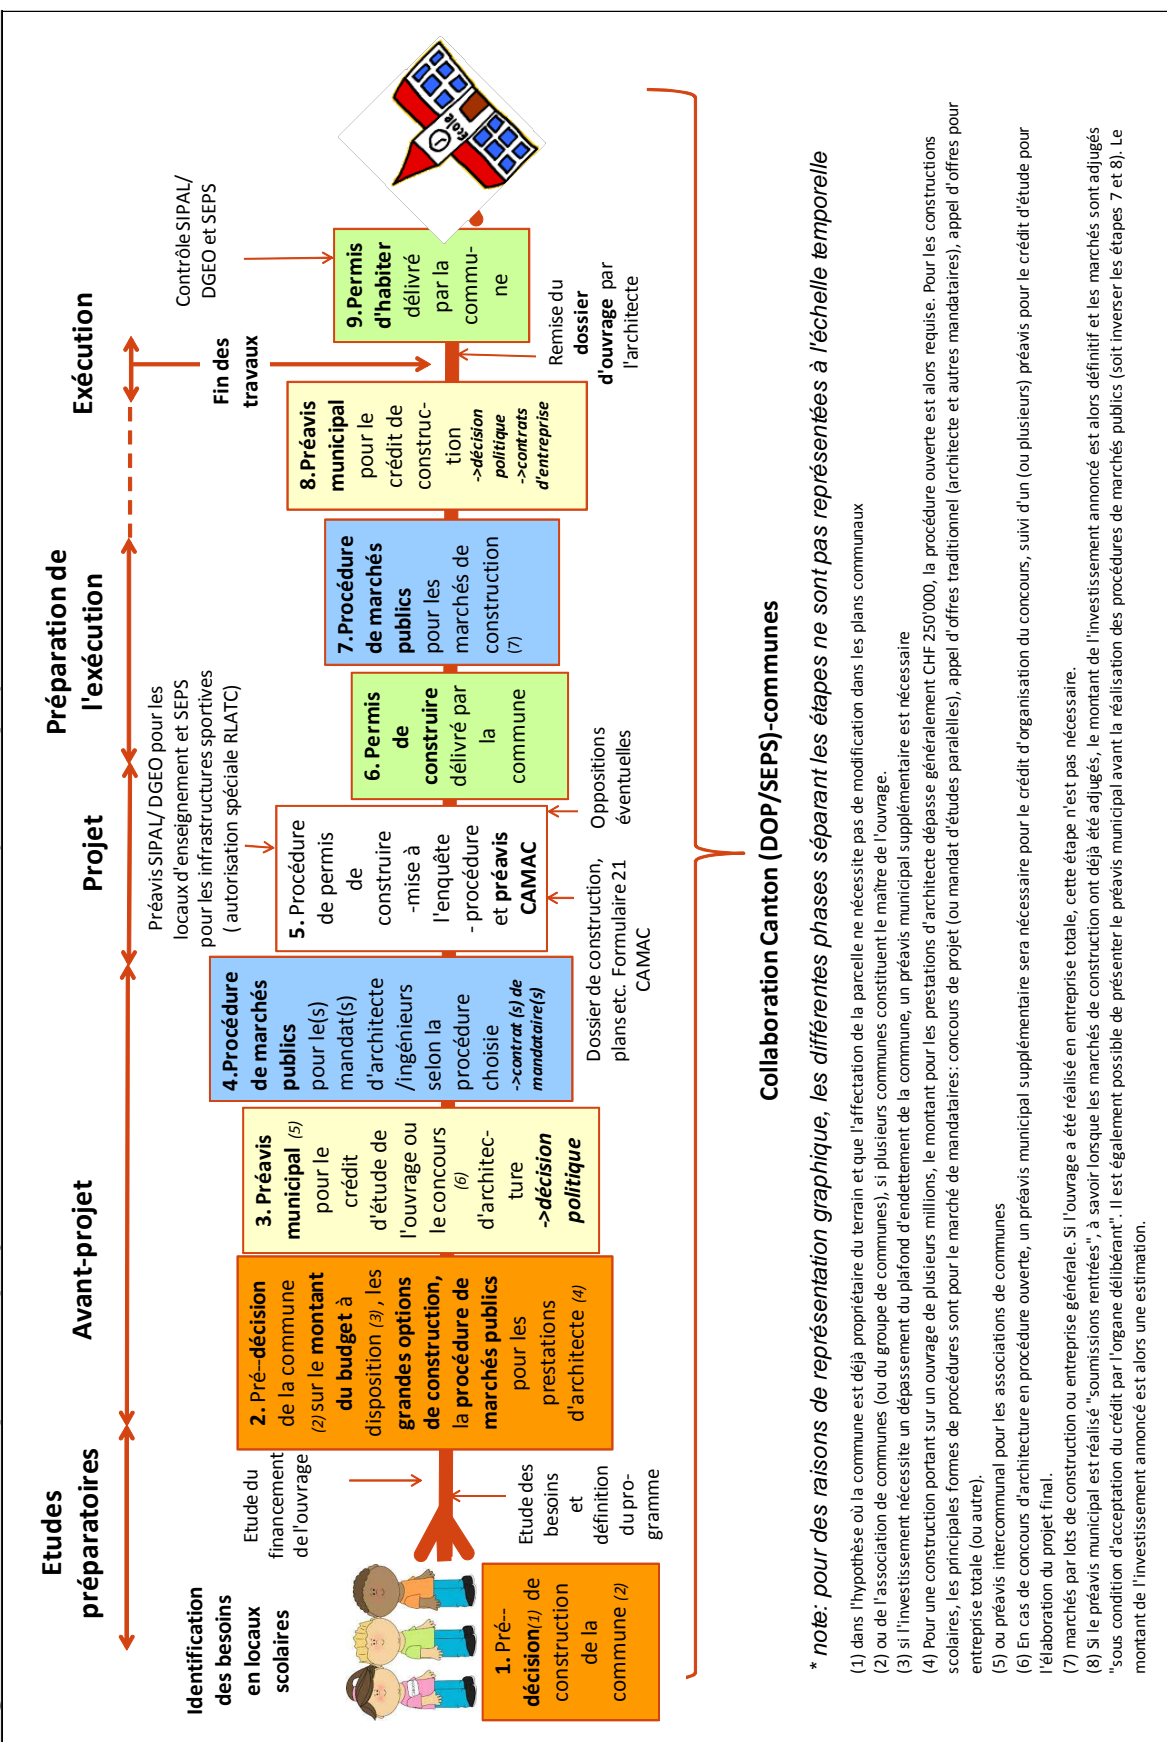 Etudes
préparatoires
Avant-projet
Projet
Préparation de
l'exécution
Exécution
Identification
des besoins
en locaux
scolaires
1. Pré--
décision(1) de
construction
de la
commune (2)
Etude du
financement
de l'ouvrage
Etude des
besoins
et
définition
du pro-
gramme
2. Pré--décision
de la commune
(2) sur le montant
du budget à
disposition (3), les
grandes options
de construction,
la procédure de
marchés publics
pour les
prestations
d'architecte (4)
3. Préavis
municipal (5)
pour le
crédit
d'étude de
l'ouvrage ou
le concours
(6)
d'architec-
ture
->décision
politique
4.Procédure
de marchés
publics
pour le(s)
mandat(s)
d'architecte
/ingénieurs
selon la
procédure
choisie
->contrat (s) de
mandataire(s)
Préavis SIPAL/ DGEO pour les
locaux d'enseignement et SEPS
pour les infrastructures sportives
( autorisation spéciale RLATC)
5. Procédure
de permis
de
construire
-mise à
l'enquête
- procédure
et préavis
CAMAC
Dossier de construction,
plans etc. Formulaire 21
CAMAC
Oppositions
éventuelles
6. Permis
de
construire
délivré par
la
commune
7.Procédure
de marchés
publics
pour les
marchés de
construction
(7)
8.Préavis
municipal
pour le
crédit de
construc-
tion
->décision
politique
->contrats
d'entreprise
Fin des
travaux
Remise du
dossier
d'ouvrage par
l'architecte
Contrôle SIPAL/
DGEO et SEPS
9.Permis
d'habiter
délivré
par la
commu-
ne
Ecole
Collaboration Canton (DOP/SEPS)-communes
* note: pour des raisons de représentation graphique, les différentes phases séparant les étapes ne sont pas représentées à l'échelle temporelle
(1) dans l'hypothèse où la commune est déjà propriétaire du terrain et que l'affectation de la parcelle ne nécessite pas de modification dans les plans communaux
(2) ou de l'association de communes (ou du groupe de communes), si plusieurs communes constituent le maître de l'ouvrage.
(3) si l'investissement nécessite un dépassement du plafond d'endettement de la commune, un préavis municipal supplémentaire est nécessaire
(4) Pour une construction portant sur un ouvrage de plusieurs millions, le montant pour les prestations d'architecte dépasse généralement CHF 250'000, la procédure ouverte est alors requise. Pour les constructions
scolaires, les principales formes de procédures sont pour le marché de mandataires: concours de projet (ou mandat d'études paralèlles), appel d'offres traditionnel (architecte et autres mandataires), appel d'offres pour
entreprise totale (ou autre).
(5) ou préavis intercommunal pour les associations de communes
(6) En cas de concours d'architecture en procédure ouverte, un préavis municipal supplémentaire sera nécessaire pour le crédit d'organisation du concours, suivi d'un (ou plusieurs) préavis pour le crédit d'étude pour
l'élaboration du projet final.
(7) marchés par lots de construction ou entreprise générale. Si l'ouvrage a été réalisé en entreprise totale, cette étape n'est pas nécessaire.
(8) Si le préavis municipal est réalisé "soumissions rentrées", à savoir lorsque les marchés de construction ont déjà été adjugés, le montant de l'investissement annoncé est alors définitif et les marchés sont adjugés
"sous condition d'acceptation du crédit par l'organe délibérant". Il est également possible de présenter le préavis municipal avant la réalisation des procédures de marchés publics (soit inverser les étapes 7 et 8). Le
montant de l'investissement annoncé est alors une estimation.